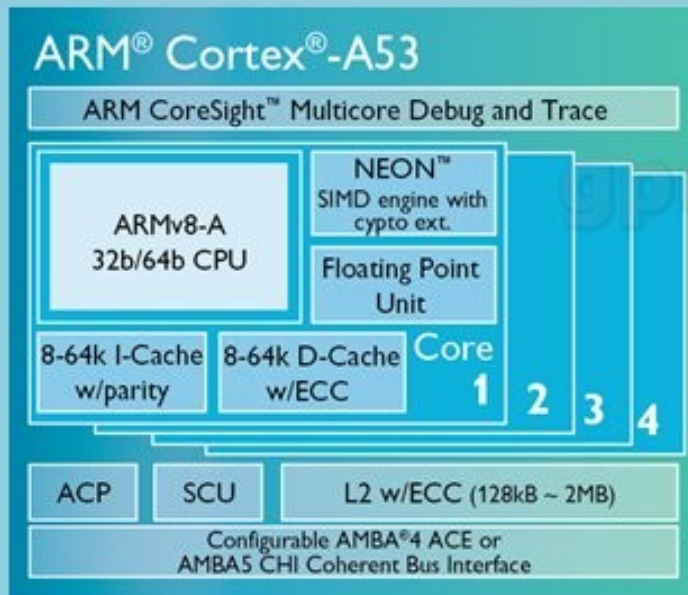 ARM® Cortex®-A53
ARM CoreSight™ Multicore Debug and Trace
ARMv8-A
32b/64b CPU
NEON™
SIMD engine with
cypto ext.
Floating Point
Unit
8-64k I-Cache
w/parity
8-64k D-Cache
w/ECC
Core
1
2
3
4
ACP
SCU
L2 w/ECC (128kB ~ 2MB)
Configurable AMBA®4 ACE or
AMBA5 CHI Coherent Bus Interface